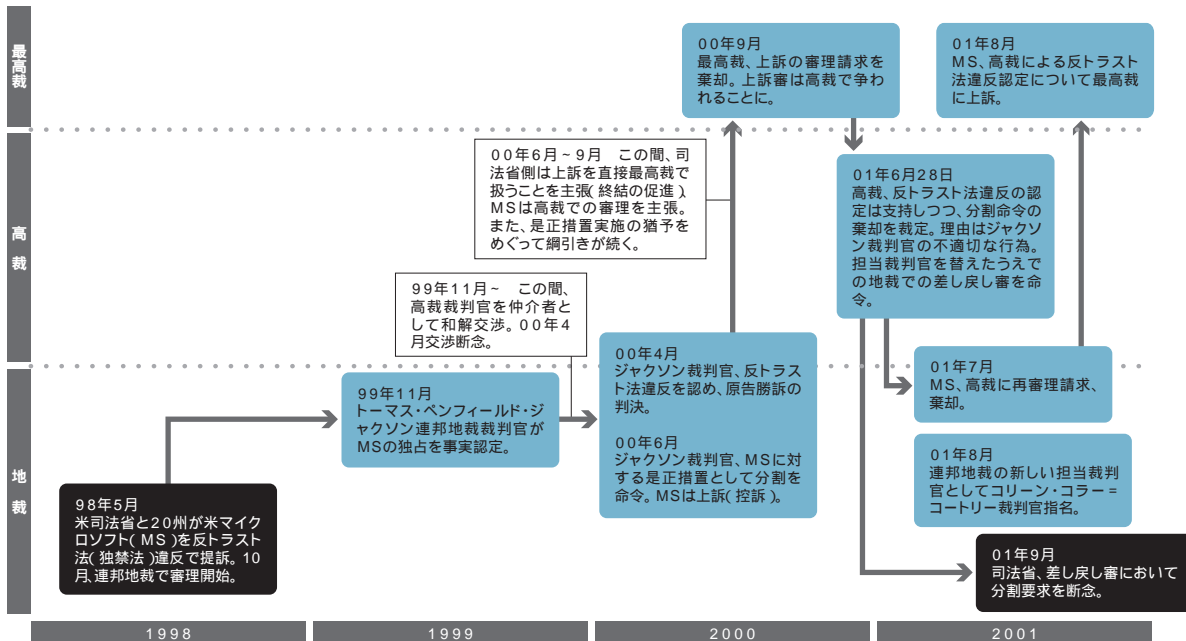 最高裁
高裁
地裁
00年9月
最高裁、上訴の審理請求を
棄却。上訴審は高裁で争わ
れることに。
01年8月
MS、高裁による反トラスト
法違反認定について最高裁
に上訴。
00年6月~9月　この間、司
法省側は上訴を直接最高裁で
扱うことを主張(終結の促進)
MSは高裁での審理を主張。
また、是正措置実施の猶予を
めぐって綱引きが続く。
01年6月28日
高裁、反トラスト法違反の認
定は支持しつつ、分割命令の
棄却を裁定。理由はジャクソ
ン裁判官の不適切な行為。
担当裁判官を替えたうえで
の地裁での差し戻し審を命
令。
99年11月~　この間、
高裁裁判官を仲介者と
して和解交渉。00年4
月交渉断念。
00年4月
ジャクソン裁判官、反トラス
ト法違反を認め、原告勝訴の
判決。
00年6月
ジャクソン裁判官、MSに対
する是正措置として分割を
命令。MSは上訴(控訴)。
01年7月
MS、高裁に再審理請求、
棄却。
99年11月
トーマス・ペンフィールド・ジ
ャクソン連邦地裁裁判官が
MSの独占を事実認定。
01年8月
連邦地裁の新しい担当裁判
官としてコリーン・コラー=
コートリー裁判官指名。
98年5月
米司法省と20州が米マイク
ロソフト(MS)を反トラスト
法(独禁法)違反で提訴。10
月、連邦地裁で審理開始。
01年9月
司法省、差し戻し審において
分割要求を断念。
1998
1999
2000
2001